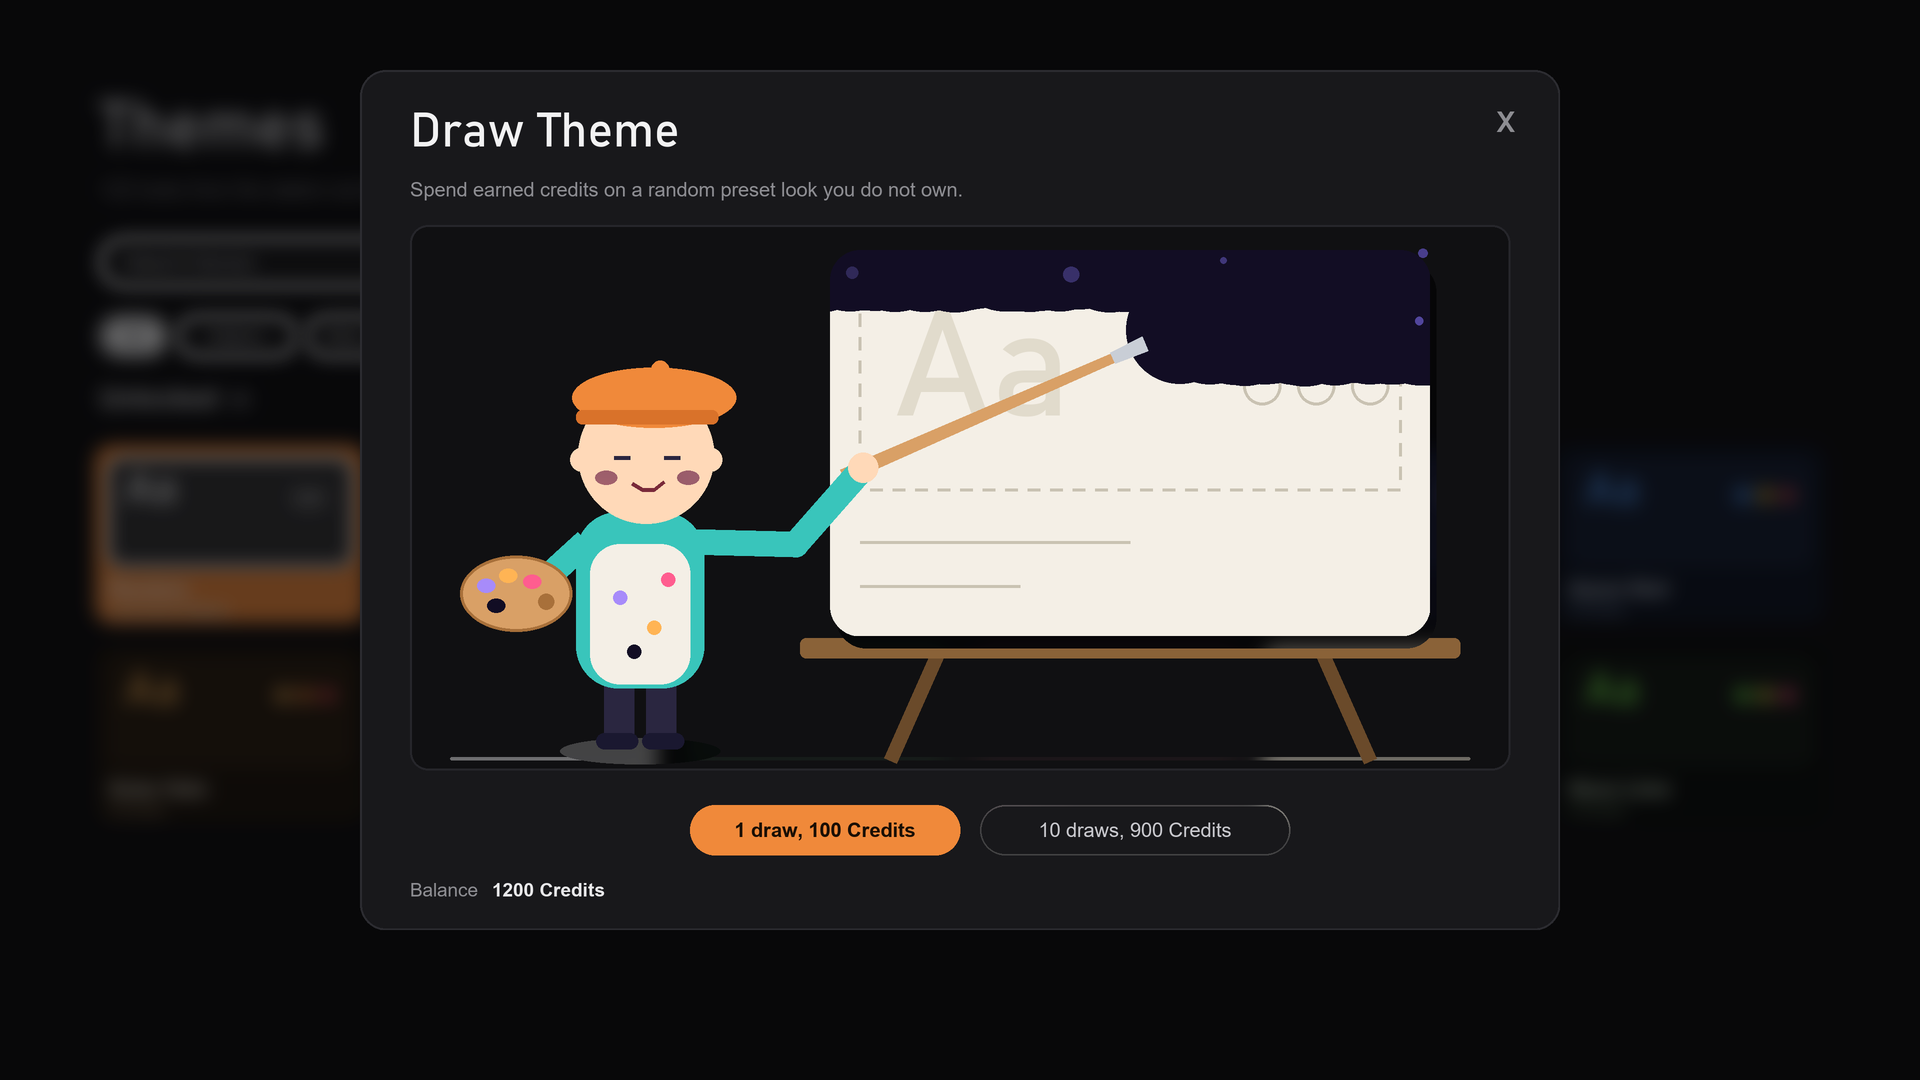 Themes
Draw Theme
X
Spend earned credits on a random preset look you do not own.
Aa
1 draw, 100 Credits
10 draws, 900 Credits
Balance 1200 Credits